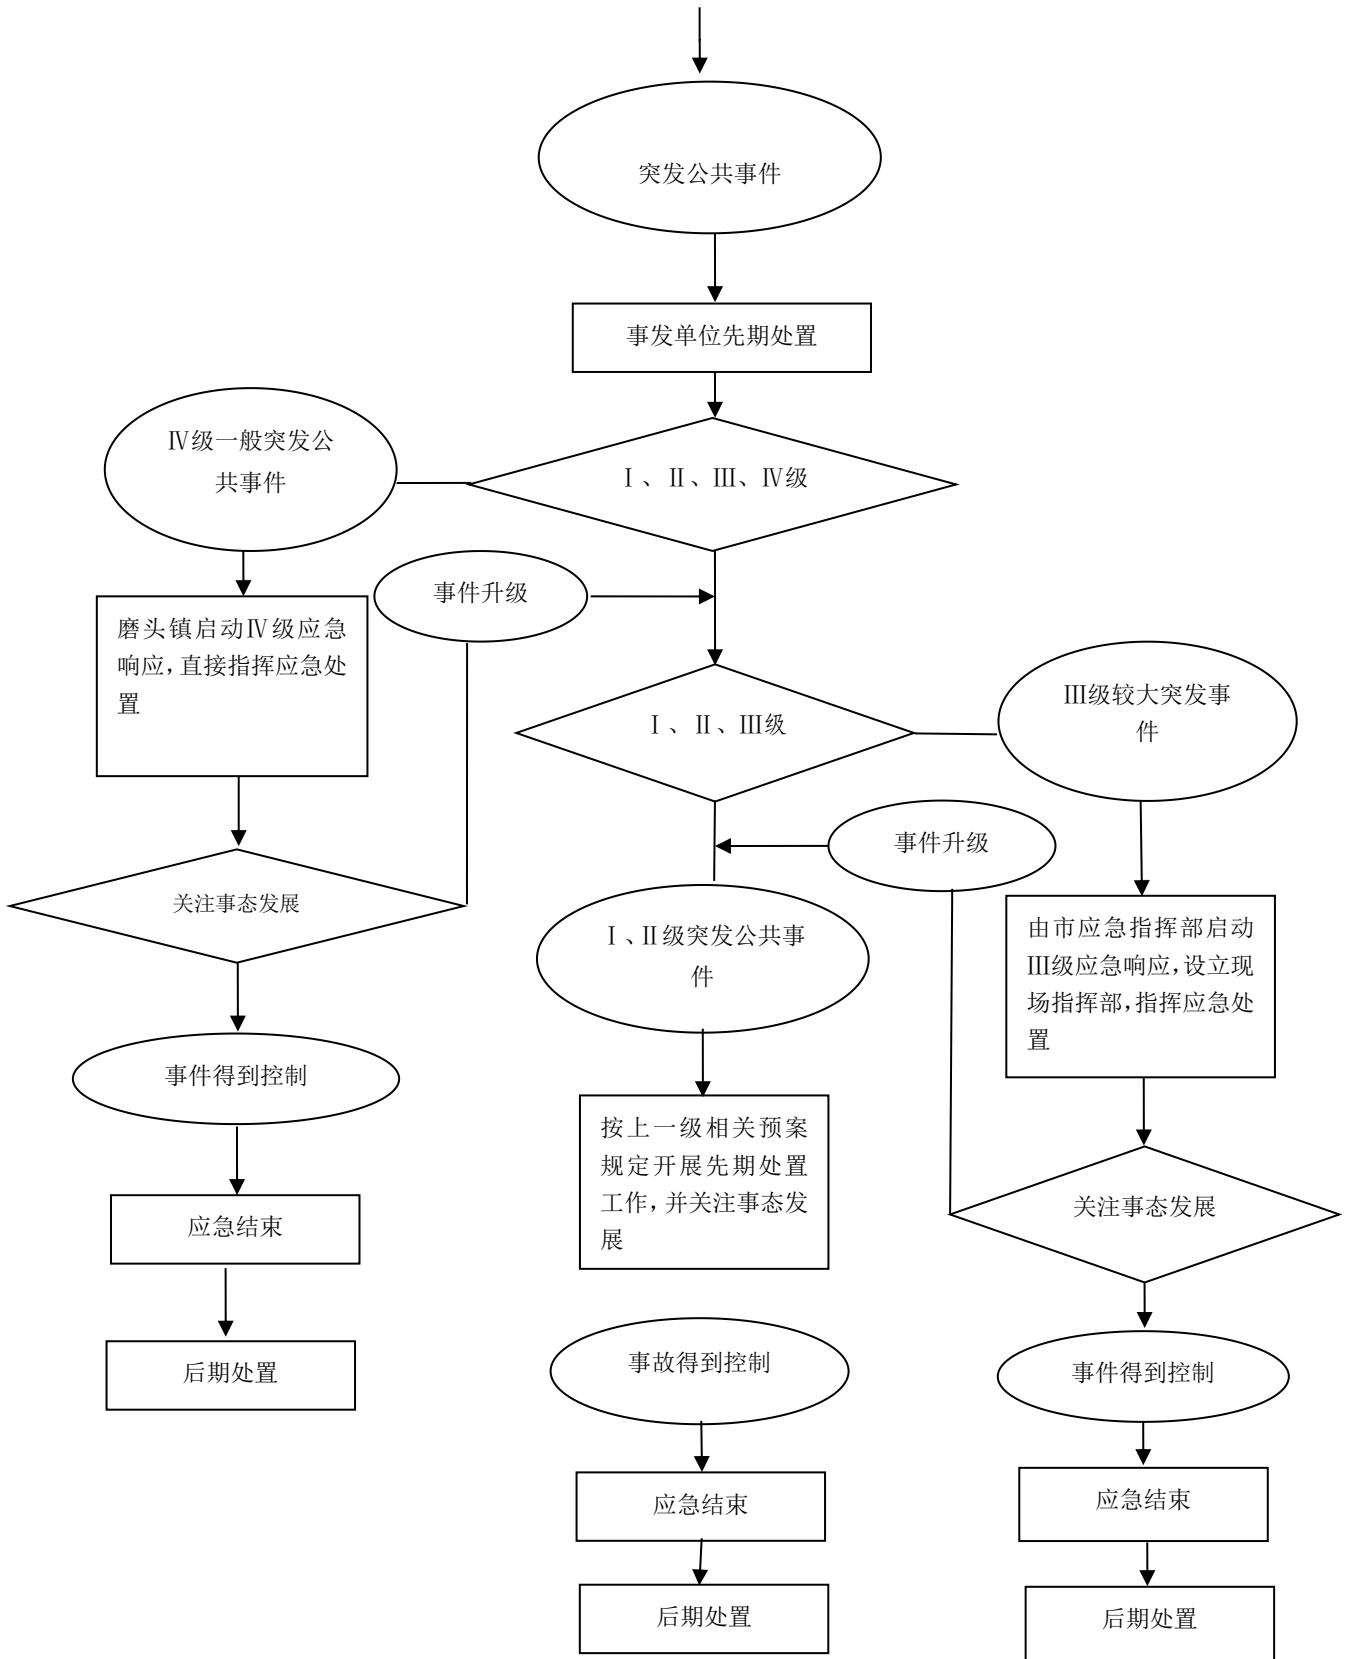 突发公共事件
事发单位先期处置
Ⅳ级一般突发公
共事件
Ⅰ、Ⅱ、Ⅲ、Ⅳ级
事件升级
磨头镇启动Ⅳ级应急
响应，直接指挥应急处
置
Ⅰ、Ⅱ、Ⅲ级
Ⅲ级较大突发事
件
事件升级
关注事态发展
Ⅰ、Ⅱ级突发公共事
件
由市应急指挥部启动
Ⅲ级应急响应，设立现
场指挥部，指挥应急处
置
事件得到控制
按上一级相关预案
规定开展先期处置
工作，并关注事态发
展
关注事态发展
应急结束
后期处置
事故得到控制
事件得到控制
应急结束
应急结束
后期处置
后期处置